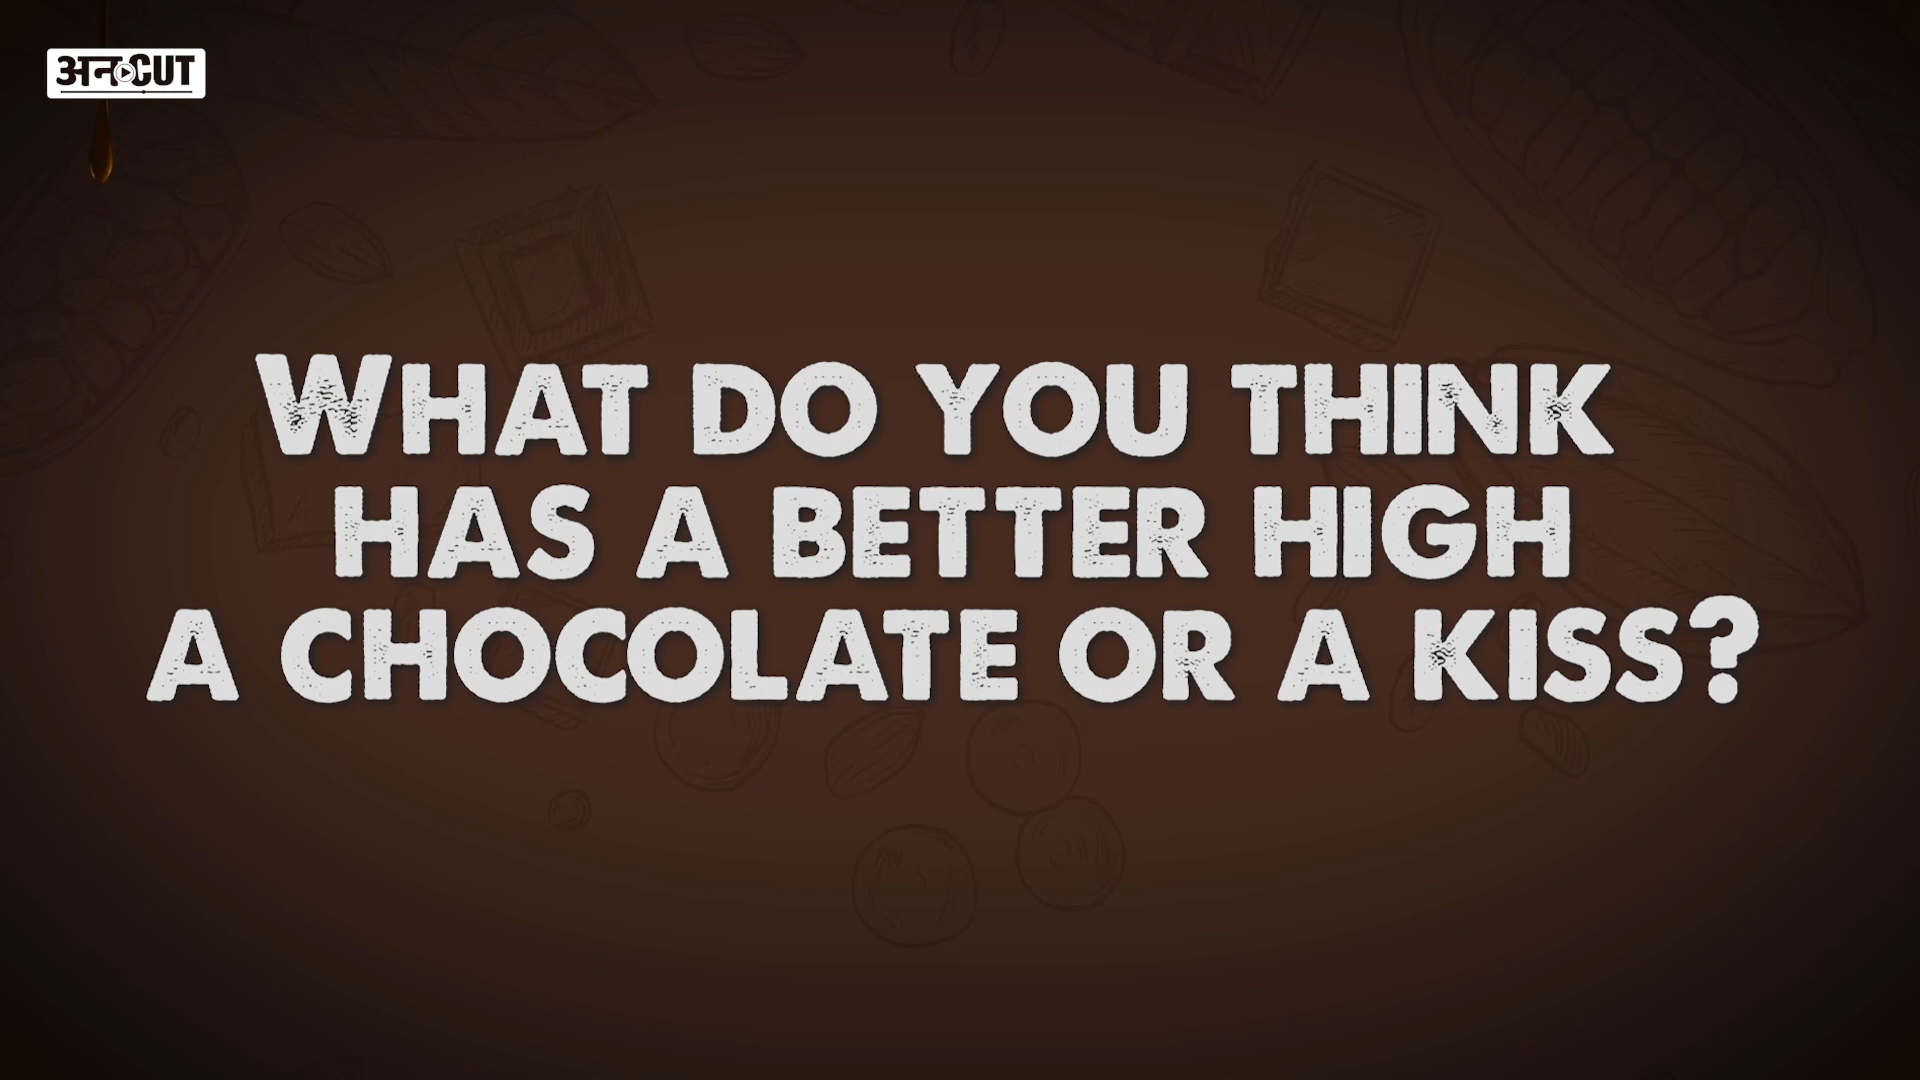 अनCUT
WHAT DO YOU THINK
HAS A BETTER HIGH
A CHOCOLATE OR A KISS?